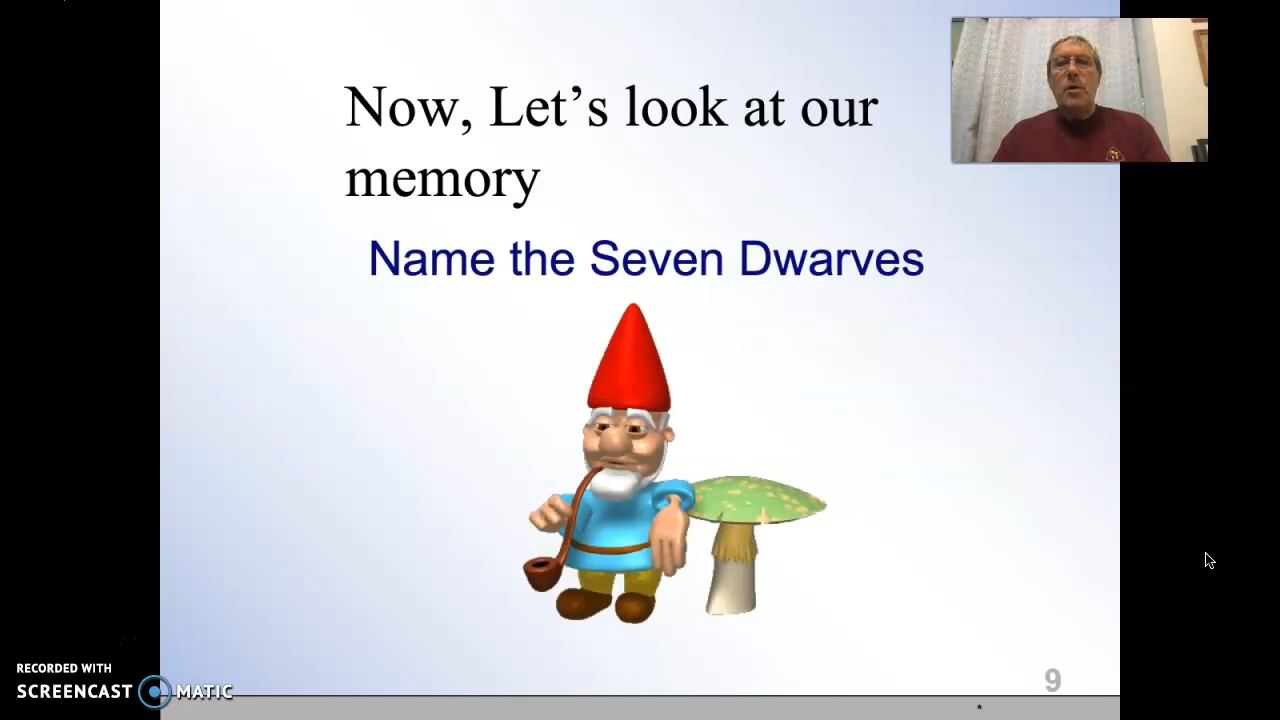 Now, Let's look at our
memory
Name the Seven Dwarves
9
RECORDED WITH
SCREENCAST MATIC
*